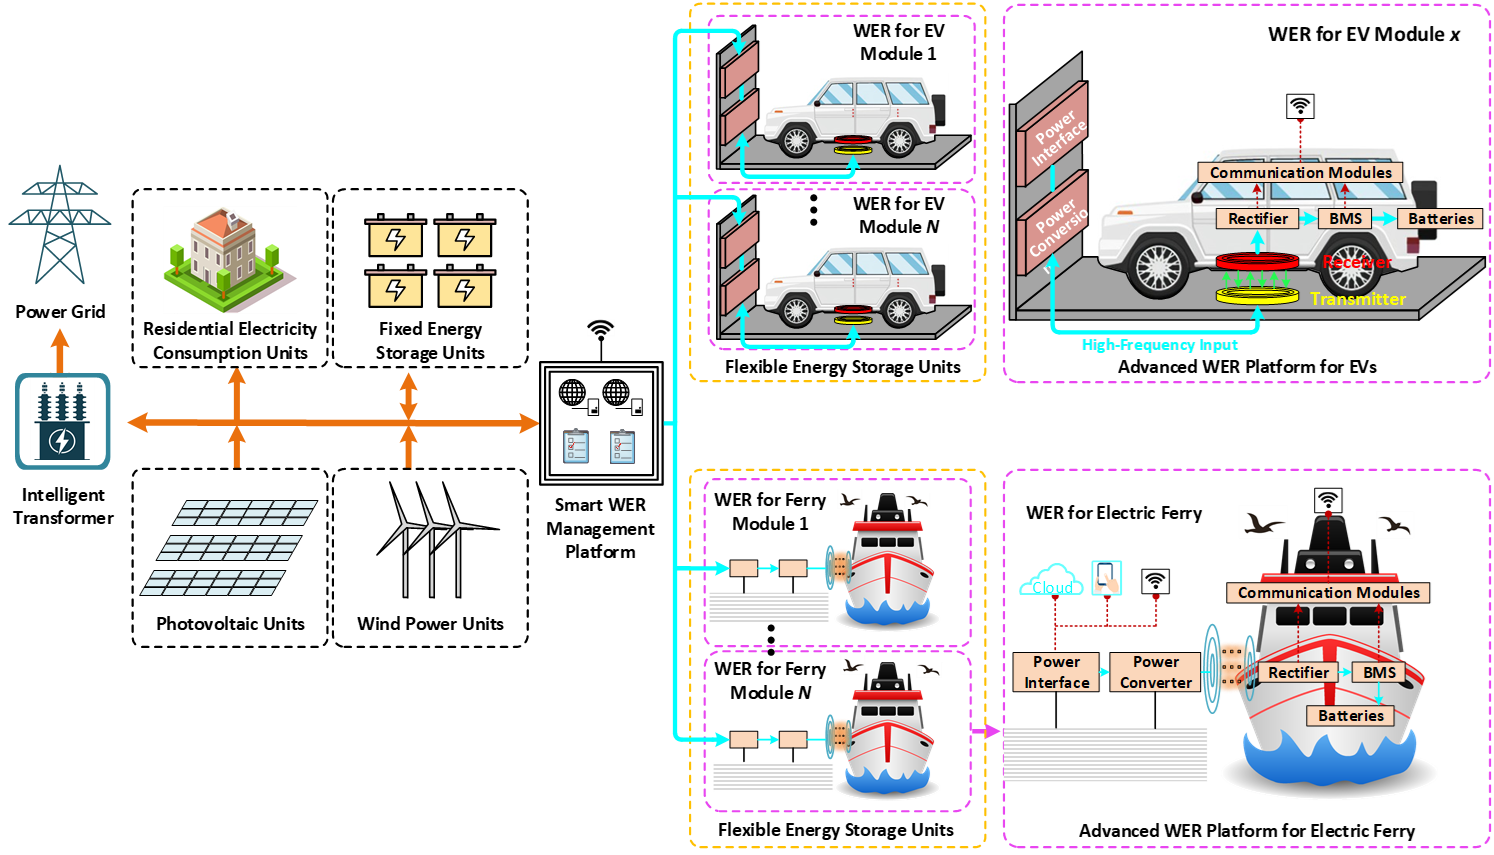 Power Grid
Intelligent
Transformer
Residential Electricity
Consumption Units
Fixed Energy
Storage Units
Photovoltaic Units
Wind Power Units
Smart WER
Management
Platform
WER for EV
Module 1
WER for EV
Module N
Flexible Energy Storage Units
WER for EV Module x
Power
Interface
Power
Conversio
Communication Modules
Rectifier
BMS
Batteries
Receiver
Transmitter
High-Frequency Input
Advanced WER Platform for EVs
WER for Ferry
Module 1
WER for Ferry
Module N
Flexible Energy Storage Units
WER for Electric Ferry
Cloud
Communication Modules
Power
Interface
Power
Converter
Rectifier
BMS
Batteries
Advanced WER Platform for Electric Ferry